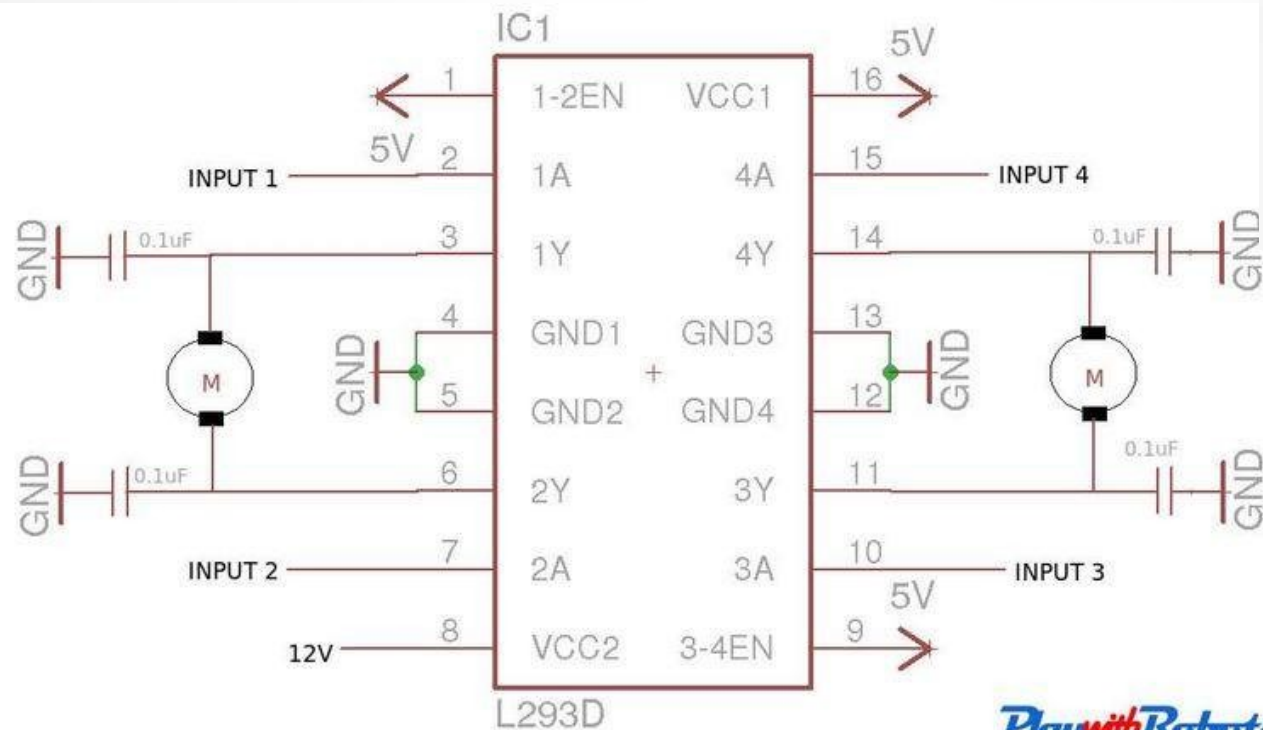 IC1
5V
1
1-2EN
VCC1
16
5V
2
15
INPUT 1
1A
4A
INPUT 4
GND
0.1uF
3
1Y
4Y
14
0.1uF
GND
4
GND1
GND3
13
M
GND
GND
M
5
GND2
GND4
12
GND
0.1uF
6
2Y
3Y
11
0.1uF
GND
INPUT 2
7
2A
3A
10
INPUT 3
5V
12V
8
VCC2
3-4EN
9
L293D